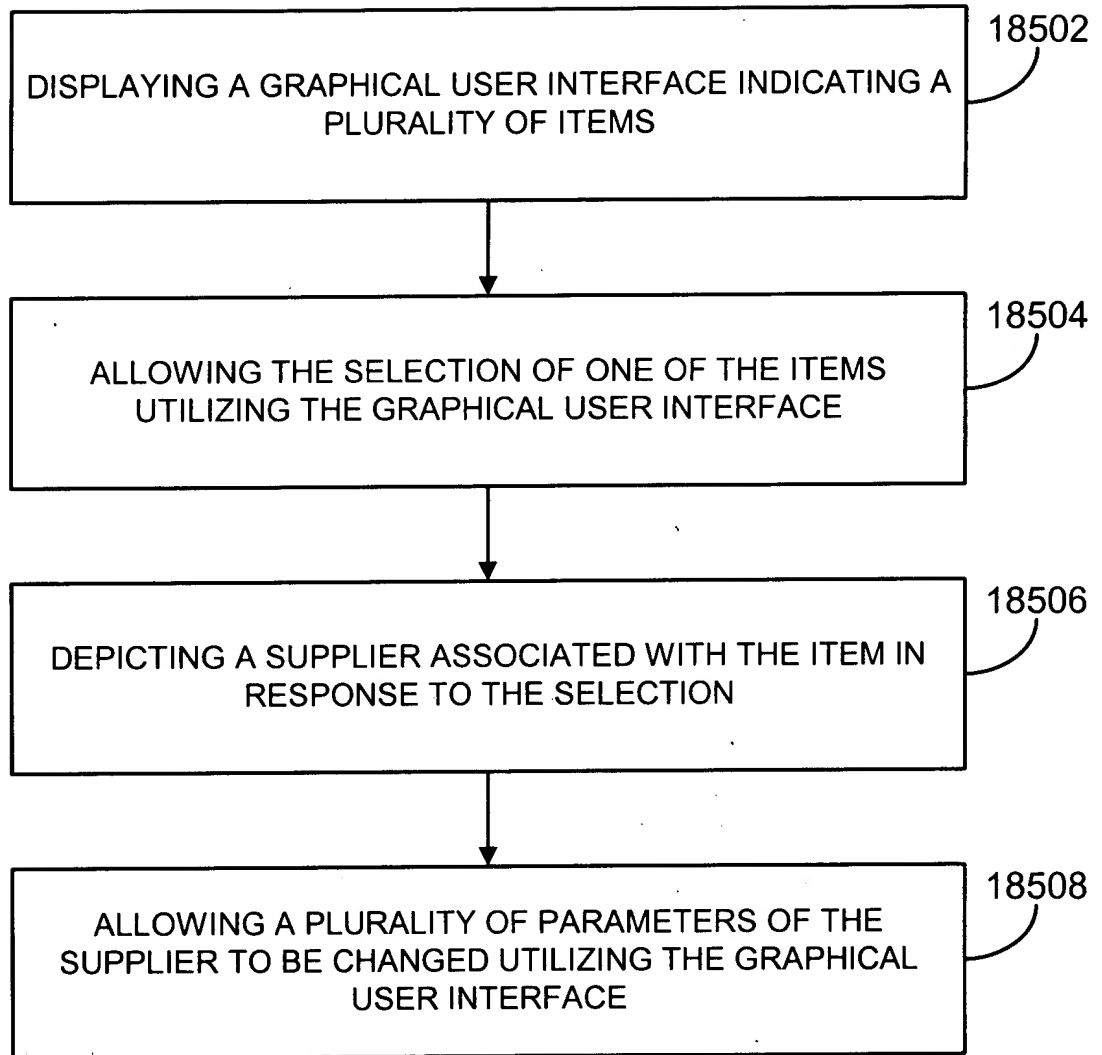 18502
DISPLAYING A GRAPHICAL USER INTERFACE INDICATING A
PLURALITY OF ITEMS
18504
ALLOWING THE SELECTION OF ONE OF THE ITEMS
UTILIZING THE GRAPHICAL USER INTERFACE
18506
DEPICTING A SUPPLIER ASSOCIATED WITH THE ITEM IN
RESPONSE TO THE SELECTION
18508
ALLOWING A PLURALITY OF PARAMETERS OF THE
SUPPLIER TO BE CHANGED UTILIZING THE GRAPHICAL
USER INTERFACE